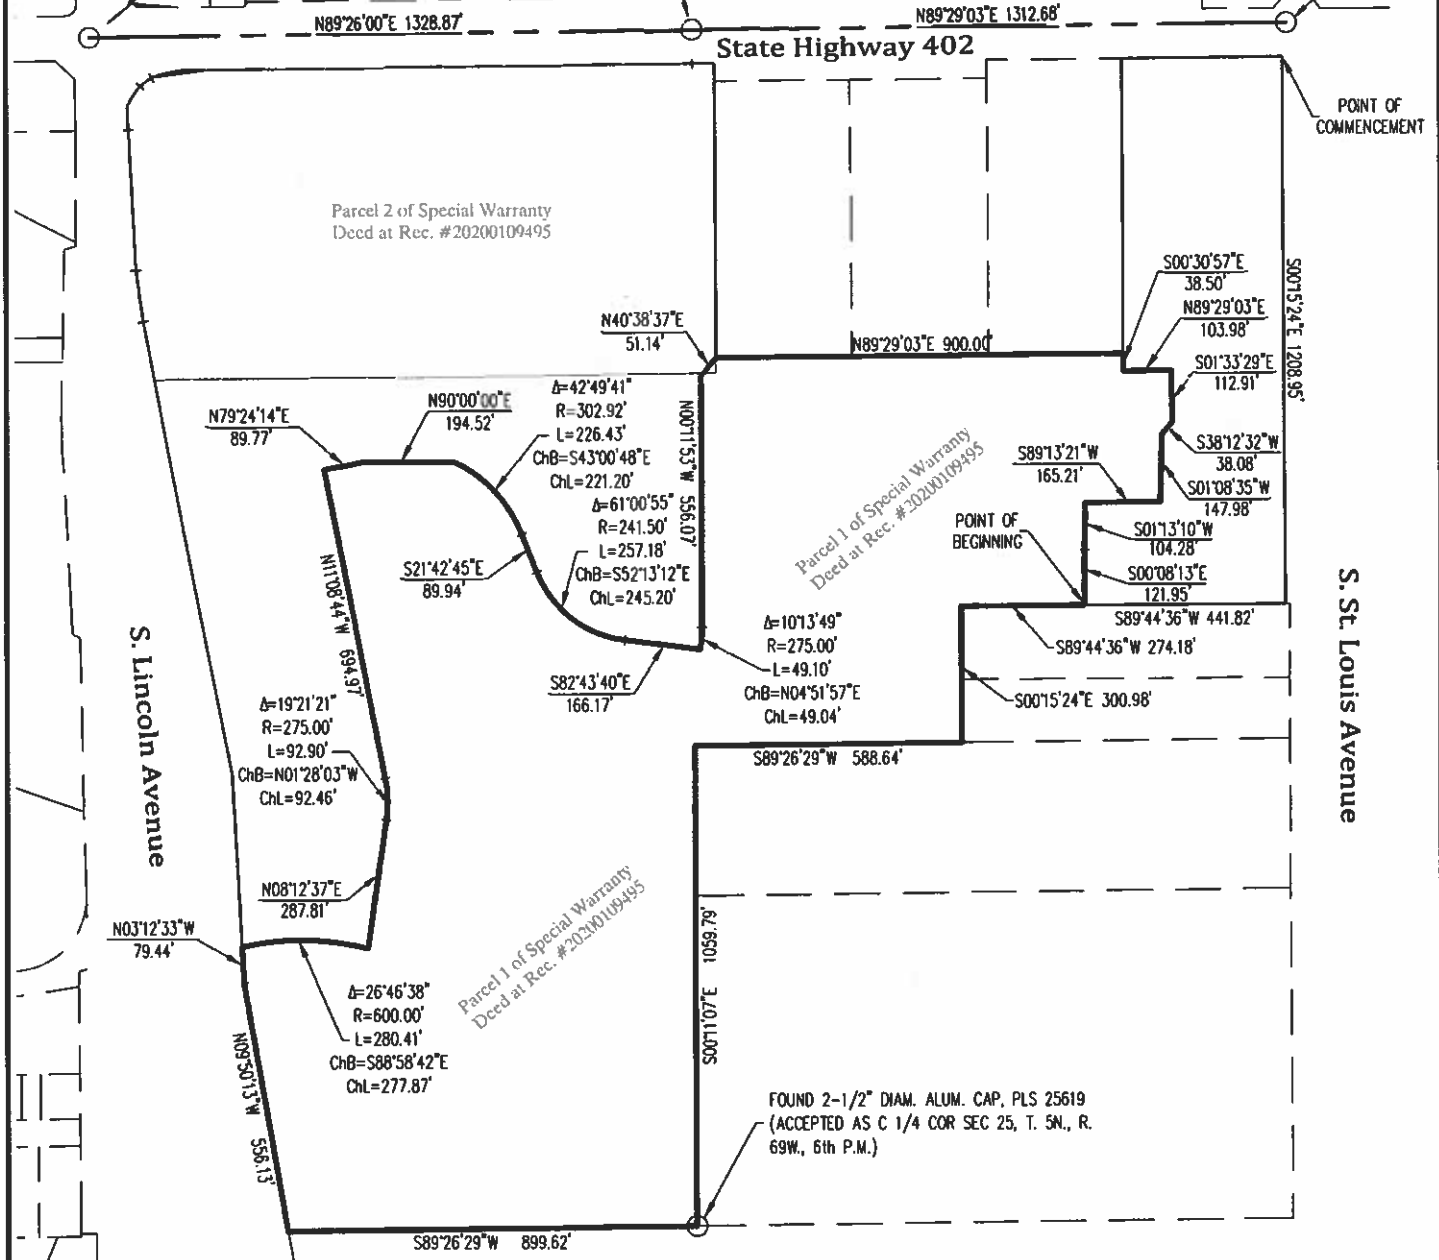 N89°26'00"E 1328.87'
N89°29'03"E 1312.68'
State Highway 402
POINT OF
COMMENCEMENT
Parcel 2 of Special Warranty
Deed at Rec. #20200109495
S00°30'57"E
38.50'
N89°29'03"E
103.98'
S00°15'24"E 1208.95'
N40°38'37"E
51.14'
N89°29'03"E 900.00'
S01°33'29"E
112.91'
N79°24'14"E
89.77'
N90°00'00"E
194.52'
Δ=42°49'41"
R=302.92'
L=226.43'
ChB=S43°00'48"E
ChL=221.20'
N00°11'53"W 556.07'
Parcel 1 of Special Warranty
Deed at Rec. #20200109495
S89°13'21"W
165.21'
S38°12'32"W
38.08'
S01°08'35"W
147.98'
Δ=61°00'55"
R=241.50'
L=257.18'
ChB=S52°13'12"E
ChL=245.20'
POINT OF
BEGINNING
S01°13'10"W
104.28'
S00°08'13"E
121.95'
S21°42'45"E
89.94'
N11°08'44"W 694.97'
S89°44'36"W 441.82'
S89°44'36"W 274.18'
Δ=10°13'49"
R=275.00'
L=49.10'
ChB=N04°51'57"E
ChL=49.04'
S82°43'40"E
166.17'
S00°15'24"E 300.98'
S. Lincoln Avenue
S. St. Louis Avenue
Δ=19°21'21"
R=275.00'
L=92.90'
ChB=N01°28'03"W
ChL=92.46'
S89°26'29"W 588.64'
N08°12'37"E
287.81'
N03°12'33"W
79.44'
Parcel 1 of Special Warranty
Deed at Rec. #20200109495
S00°11'07"E 1059.79'
Δ=26°46'38"
R=600.00'
L=280.41'
ChB=S88°58'42"E
ChL=277.87'
N09°50'13"W 556.13'
FOUND 2-1/2" DIAM. ALUM. CAP, PLS 25619
(ACCEPTED AS C 1/4 COR SEC 25, T. 5N., R.
69W., 6th P.M.)
S89°26'29"W 899.62'